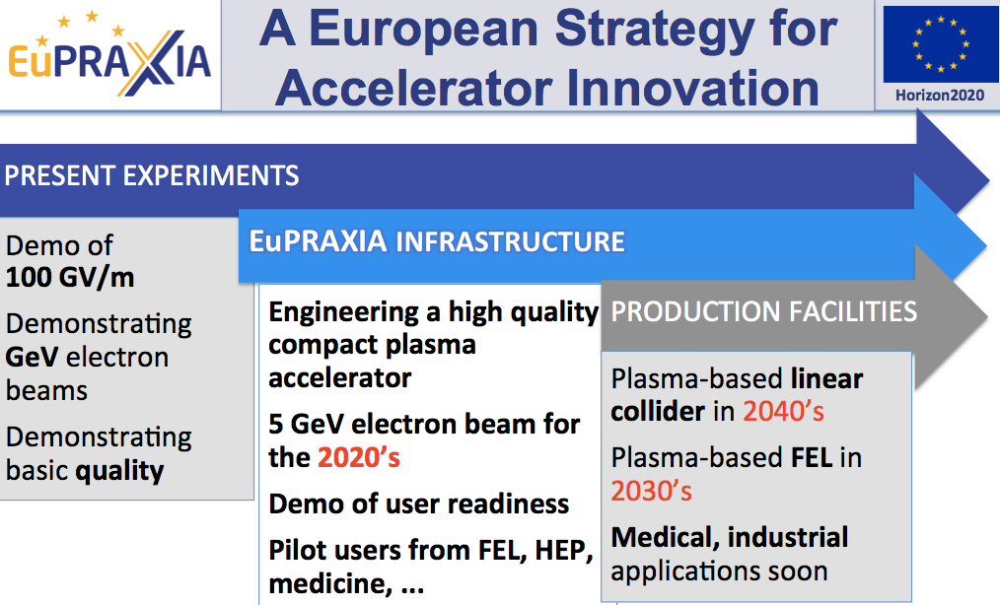 EuPRAXIA
A European Strategy for
Accelerator Innovation
Horizon2020
PRESENT EXPERIMENTS
Demo of
100 GV/m
Demonstrating
GeV electron
beams
Demonstrating
basic quality
EuPRAXIA INFRASTRUCTURE
Engineering a high quality
compact plasma
accelerator
5 GeV electron beam for
the 2020's
Demo of user readiness
Pilot users from FEL, HEP,
medicine, ...
PRODUCTION FACILITIES
Plasma-based linear
collider in 2040's
Plasma-based FEL in
2030's
Medical, industrial
applications soon